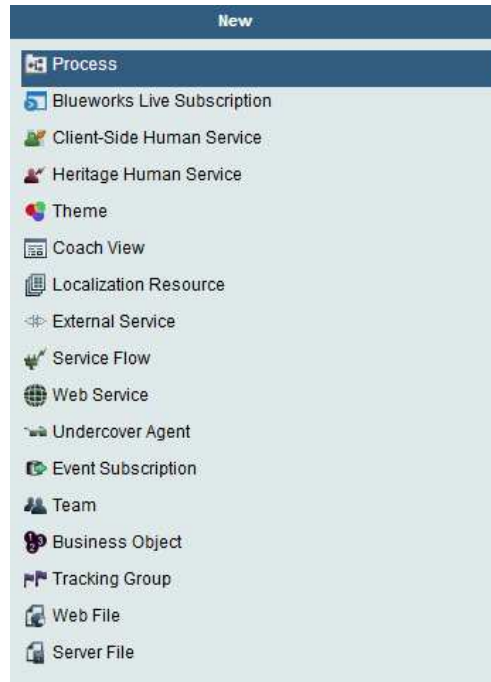 New
Process
Blueworks Live Subscription
Client-Side Human Service
Heritage Human Service
Theme
Coach View
Localization Resource
External Service
Service Flow
Web Service
Undercover Agent
Event Subscription
Team
Business Object
Tracking Group
Web File
Server File